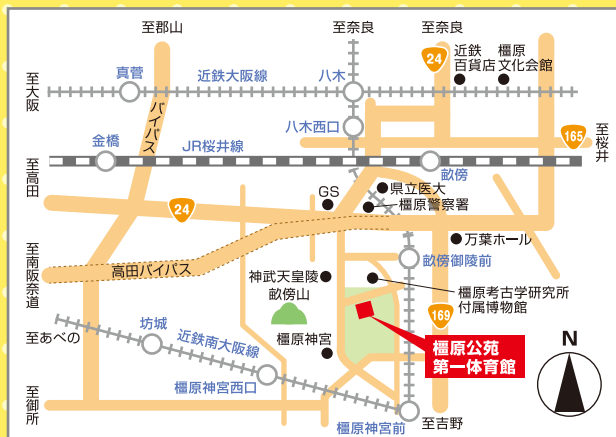 至郡山
至奈良
至奈良
24
近鉄
百貨店
橿原
文化会館
真菅
近鉄大阪線
八木
至大阪
バイパス
八木西口
165
至桜井
金橋
JR桜井線
畝傍
至高田
県立医大
GS
橿原警察署
24
万葉ホール
至南阪奈道
高田バイパス
畝傍御陵前
神武天皇陵
畝傍山
橿原考古学研究所
付属博物館
169
至あべの
坊城
近鉄南大阪線
橿原神宮
橿原公苑
第一体育館
N
橿原神宮西口
至御所
橿原神宮前
至吉野